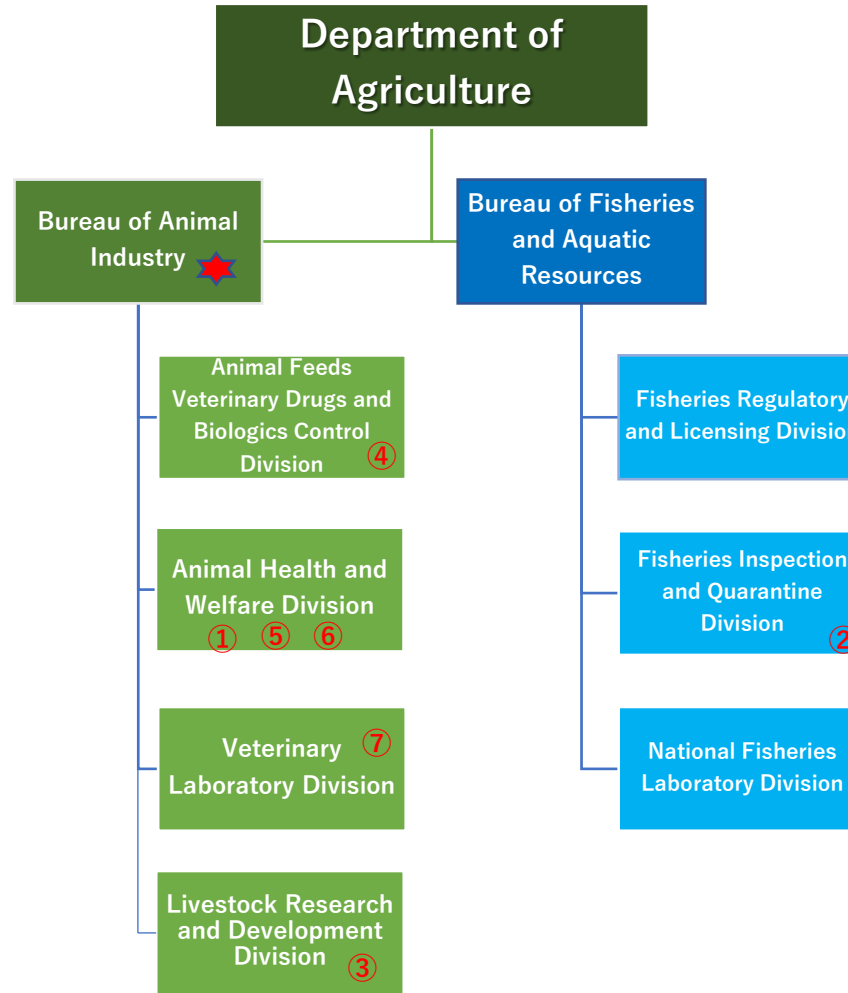 Department of
Agriculture
Bureau of Animal
Industry
Bureau of Fisheries
and Aquatic
Resources
Animal Feeds
Veterinary Drugs and
Biologics Control
Division
④
Fisheries Regulatory
and Licensing Division
Animal Health and
Welfare Division
① ⑤ ⑥
Fisheries Inspection
and Quarantine
Division
②
Veterinary ⑦
Laboratory Division
National Fisheries
Laboratory Division
Livestock Research
and Development
Division
③